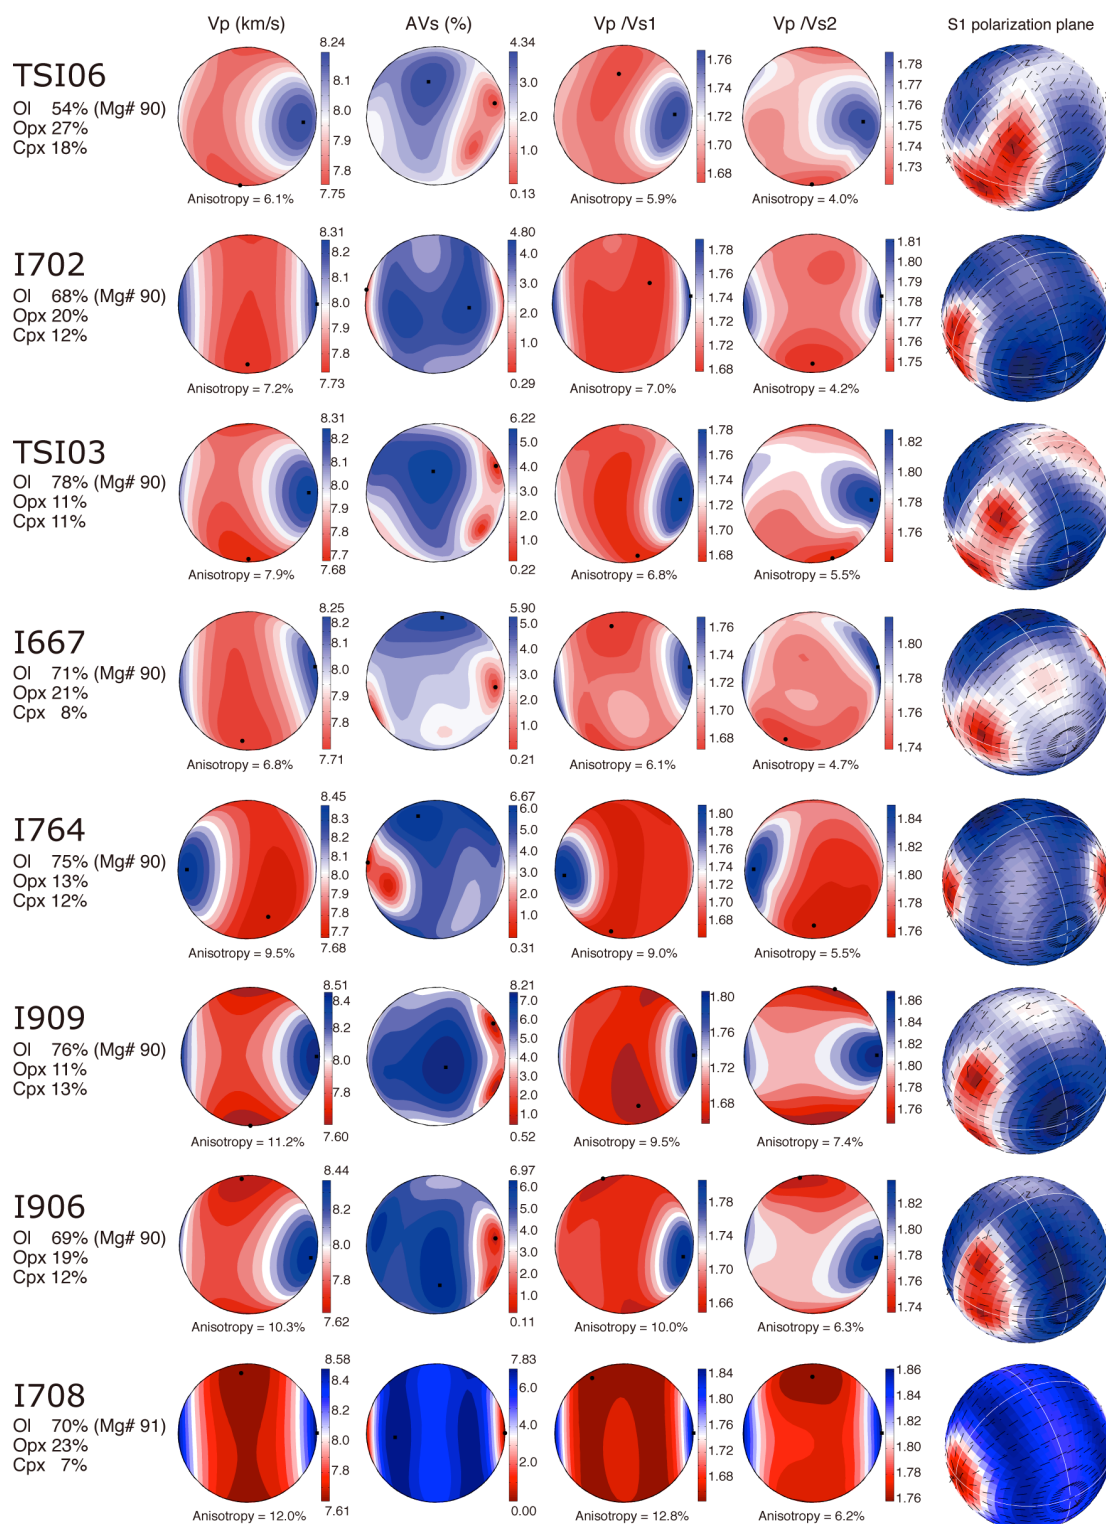 Vp (km/s) AVs (%) Vp /Vs1 Vp /Vs2 S1 polarization plane
TSI06
Ol 54% (Mg# 90)
Opx 27%
Cpx 18%
8.24 8.1 8.0 7.9 7.8 7.75
Anisotropy = 6.1%
4.34 3.0 2.0 1.0 0.13
1.76 1.72 1.70 1.68
Anisotropy = 5.9%
1.78 1.77 1.76 1.75 1.74 1.73
Anisotropy = 4.0%
I702
Ol 68% (Mg# 90)
Opx 20%
Cpx 12%
8.31 8.2 8.1 8.0 7.9 7.8 7.73
Anisotropy = 7.2%
4.80 4.0 3.0 2.0 1.0 0.29
1.78 1.76 1.74 1.72 1.70 1.68
Anisotropy = 7.0%
1.81 1.80 1.79 1.78 1.77 1.76 1.75
Anisotropy = 4.2%
TSI03
Ol 78% (Mg# 90)
Opx 11%
Cpx 11%
8.31 8.2 8.1 8.0 7.9 7.8 7.7 7.68
Anisotropy = 7.9%
6.22 5.0 4.0 3.0 2.0 1.0 0.22
1.78 1.76 1.72 1.70 1.68
Anisotropy = 6.8%
1.82 1.80 1.78 1.76
Anisotropy = 5.5%
I667
Ol 71% (Mg# 90)
Opx 21%
Cpx 8%
8.25 8.2 8.1 8.0 7.9 7.8 7.71
Anisotropy = 6.8%
5.90 5.0 4.0 3.0 2.0 1.0 0.21
1.76 1.72 1.70 1.68
Anisotropy = 6.1%
1.80 1.78 1.76 1.74
Anisotropy = 4.7%
I764
Ol 75% (Mg# 90)
Opx 13%
Cpx 12%
8.45 8.3 8.2 8.1 8.0 7.9 7.8 7.7 7.68
Anisotropy = 9.5%
6.67 6.0 5.0 4.0 3.0 2.0 1.0 0.31
1.80 1.78 1.76 1.74 1.72 1.70 1.68
Anisotropy = 9.0%
1.84 1.82 1.80 1.78 1.76
Anisotropy = 5.5%
I909
Ol 76% (Mg# 90)
Opx 11%
Cpx 13%
8.51 8.4 8.2 8.0 7.8 7.60
Anisotropy = 11.2%
8.21 7.0 6.0 5.0 4.0 3.0 2.0 1.0 0.52
1.80 1.76 1.72 1.68
Anisotropy = 9.5%
1.86 1.84 1.82 1.80 1.78 1.76
Anisotropy = 7.4%
I906
Ol 69% (Mg# 90)
Opx 19%
Cpx 12%
8.44 8.2 8.0 7.8 7.62
Anisotropy = 10.3%
6.97 6.0 5.0 4.0 3.0 2.0 1.0 0.11
1.78 1.74 1.71 1.70 1.66
Anisotropy = 10.0%
1.82 1.80 1.78 1.76 1.74
Anisotropy = 6.3%
I708
Ol 70% (Mg# 91)
Opx 23%
Cpx 7%
8.58 8.4 8.2 8.0 7.8 7.61
Anisotropy = 12.0%
7.83 6.0 4.0 2.0 0.00
1.84 1.80 1.76 1.72 1.68
Anisotropy = 12.8%
1.86 1.84 1.82 1.80 1.78 1.76
Anisotropy = 6.2%